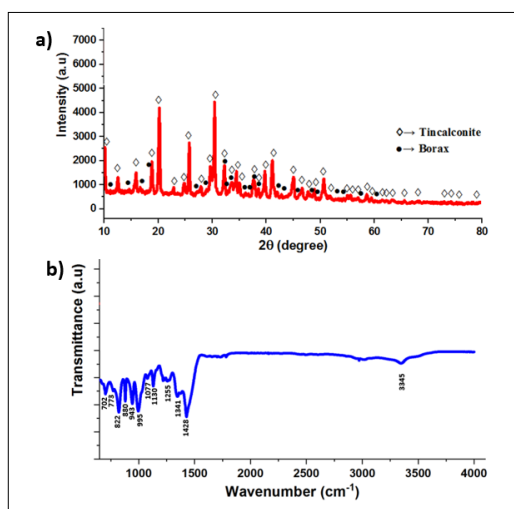 a)
7000
6000
5000
4000
3000
2000
1000
0
Intensity (a.u)
◇→ Tincalconite
●→ Borax
10 20 30 40 50 60 70 80
2θ (degree)
b)
Transmittance (a.u)
702
773
822
880
943
995
1077
1130
1255
1341
1428
3345
1000 1500 2000 2500 3000 3500 4000
Wavenumber (cm⁻¹)